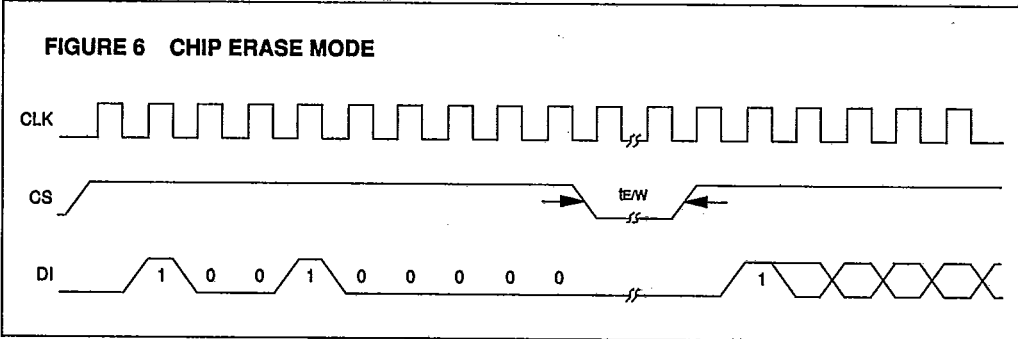 FIGURE 6 CHIP ERASE MODE
CLK
CS
tE/W
DI
1 0 0 1 0 0 0 0 0
1